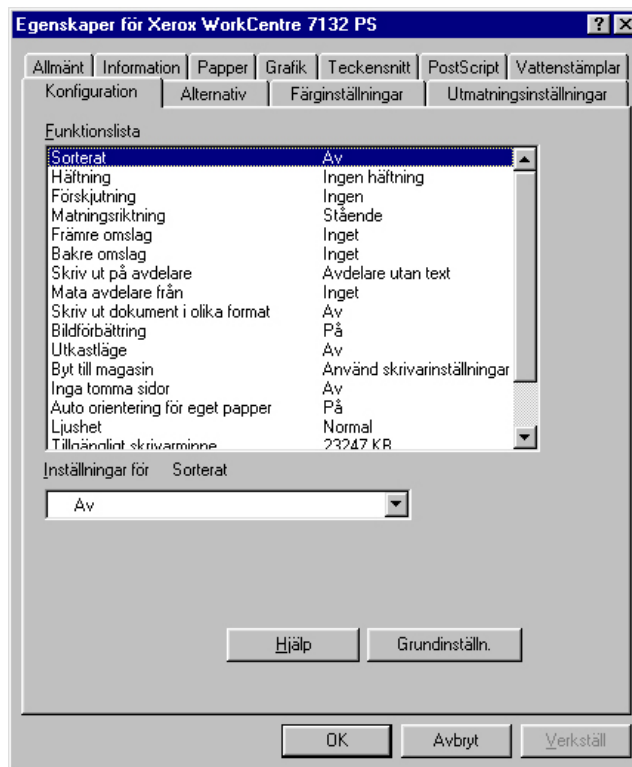 Egenskaper för Xerox WorkCentre 7132 PS
Allmänt Information Papper Grafik Teckensnitt PostScript Vattenstämplar
Konfiguration Alternativ Färginställningar Utmatningsinställningar
Funktionslista
Sorterat Av
Häftning Ingen häftning
Förskjutning Ingen
Matningsriktning Stående
Främre omslag Inget
Bakre omslag Inget
Skriv ut på avdelare Avdelare utan text
Mata avdelare från Inget
Skriv ut dokument i olika format Av
Bildförbättring På
Utkastläge Av
Byt till magasin Använd skrivarinställningar
Inga tomma sidor Av
Auto orientering för eget papper På
Ljushet Normal
Tillgängligt skrivarminne 23247 KB
Inställningar för Sorterat
Av
Hjälp Grundinställn.
OK Avbryt Verkställ